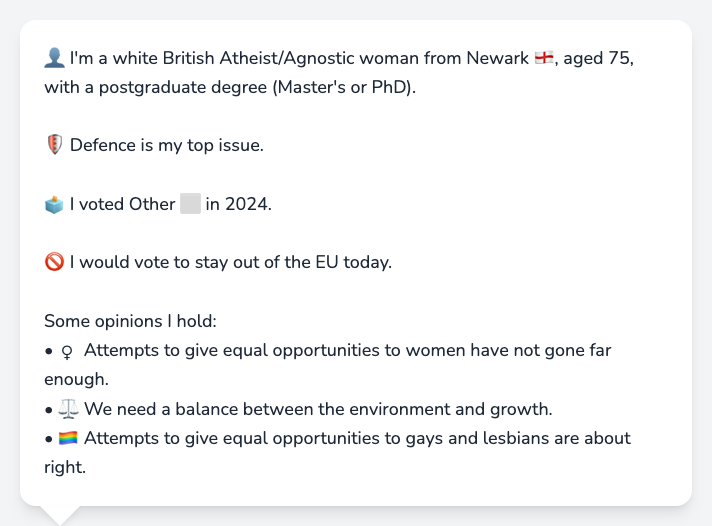 👤 I'm a white British Atheist/Agnostic woman from Newark 🏴󠁧󠁢󠁥󠁮󠁧󠁿, aged 75,
with a postgraduate degree (Master's or PhD).
🛡️ Defence is my top issue.
🗳️ I voted Other ⬜ in 2024.
🚫 I would vote to stay out of the EU today.
Some opinions I hold:
• ♀ Attempts to give equal opportunities to women have not gone far
enough.
• ⚖️ We need a balance between the environment and growth.
• 🏳️‍🌈 Attempts to give equal opportunities to gays and lesbians are about
right.